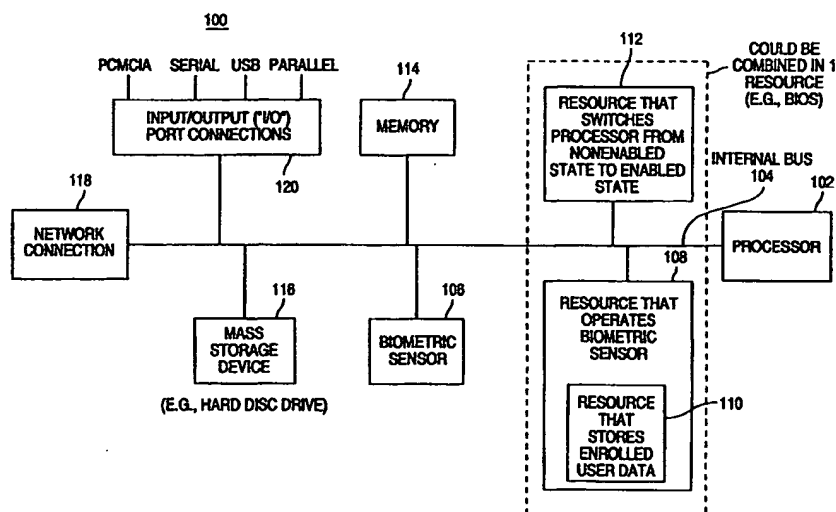 100
PCMCIA SERIAL USB PARALLEL
INPUT/OUTPUT ("I/O")
PORT CONNECTIONS
120
114
MEMORY
112
RESOURCE THAT
SWITCHES
PROCESSOR FROM
NONENABLED
STATE TO ENABLED
STATE
COULD BE
COMBINED IN 1
RESOURCE
(E.G., BIOS)
INTERNAL BUS
104
102
PROCESSOR
118
NETWORK
CONNECTION
116
MASS
STORAGE
DEVICE
(E.G., HARD DISC DRIVE)
106
BIOMETRIC
SENSOR
108
RESOURCE THAT
OPERATES
BIOMETRIC
SENSOR
110
RESOURCE
THAT
STORES
ENROLLED
USER DATA